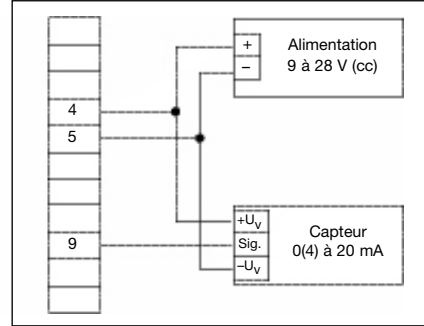 +
Alimentation
9 à 28 V (cc)
–
4
5
+Uv
Capteur
0(4) à 20 mA
9
Sig.
–Uv